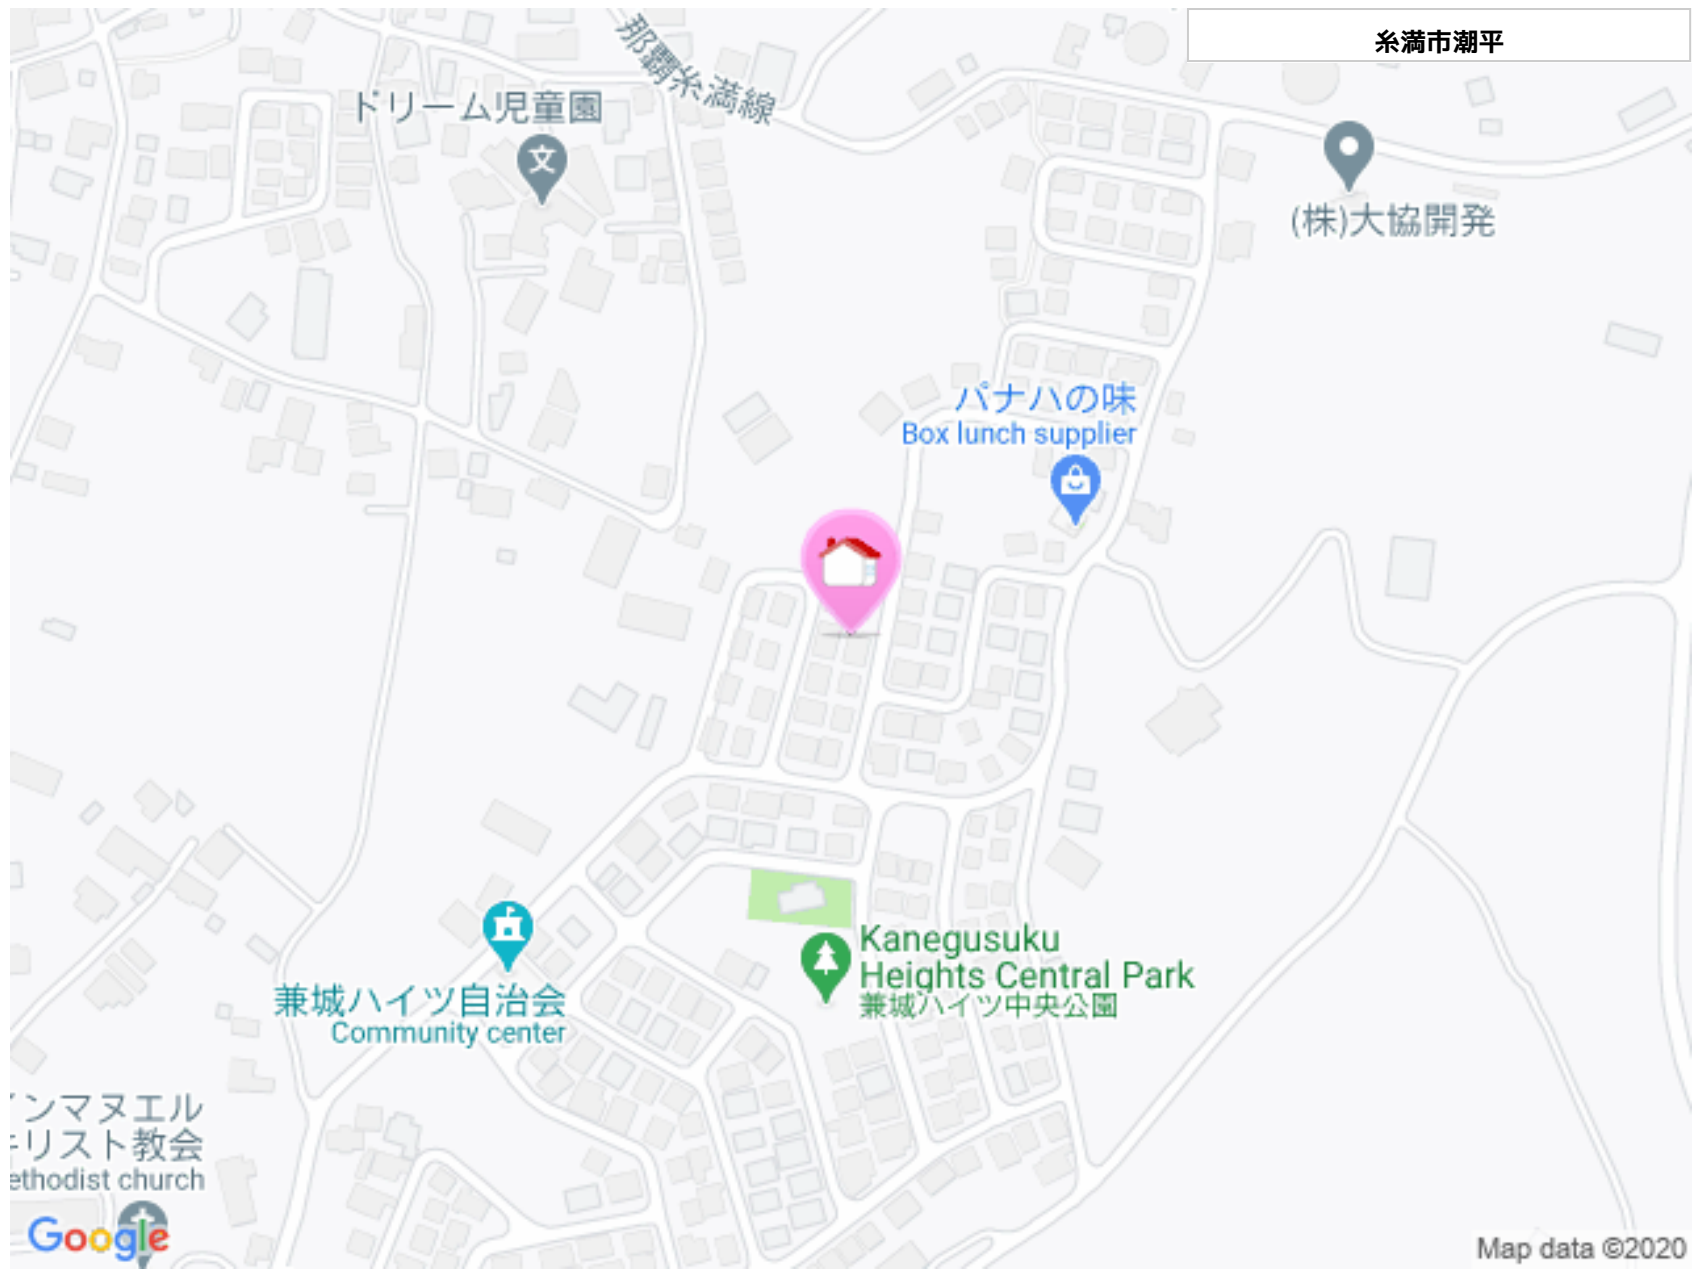 糸満市潮平
那覇糸満線
ドリーム児童園
文
(株)大協開発
パナハの味
Box lunch supplier
Kanegusuku
Heights Central Park
兼城ハイツ中央公園
兼城ハイツ自治会
Community center
ンマヌエル
リスト教会
ethodist church
Google
Map data ©2020